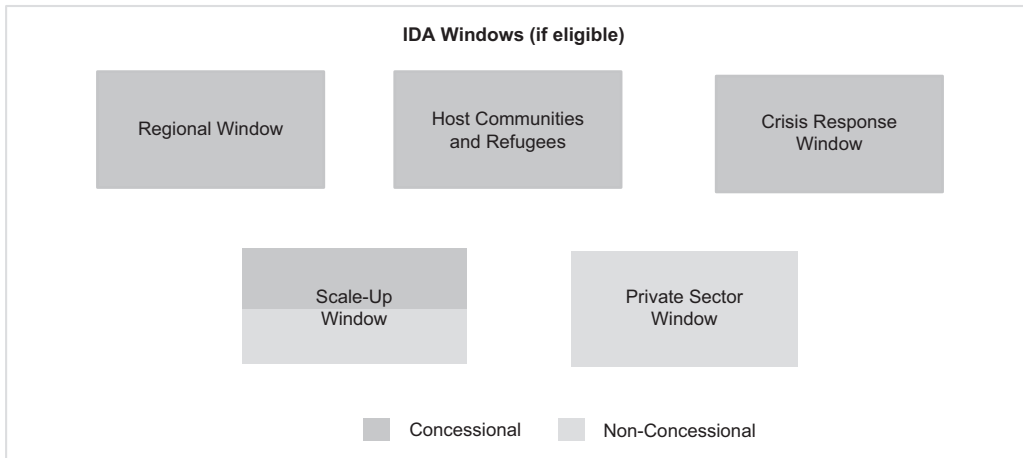 IDA Windows (if eligible)
Regional Window
Host Communities
and Refugees
Crisis Response
Window
Scale-Up
Window
Private Sector
Window
Concessional
Non-Concessional